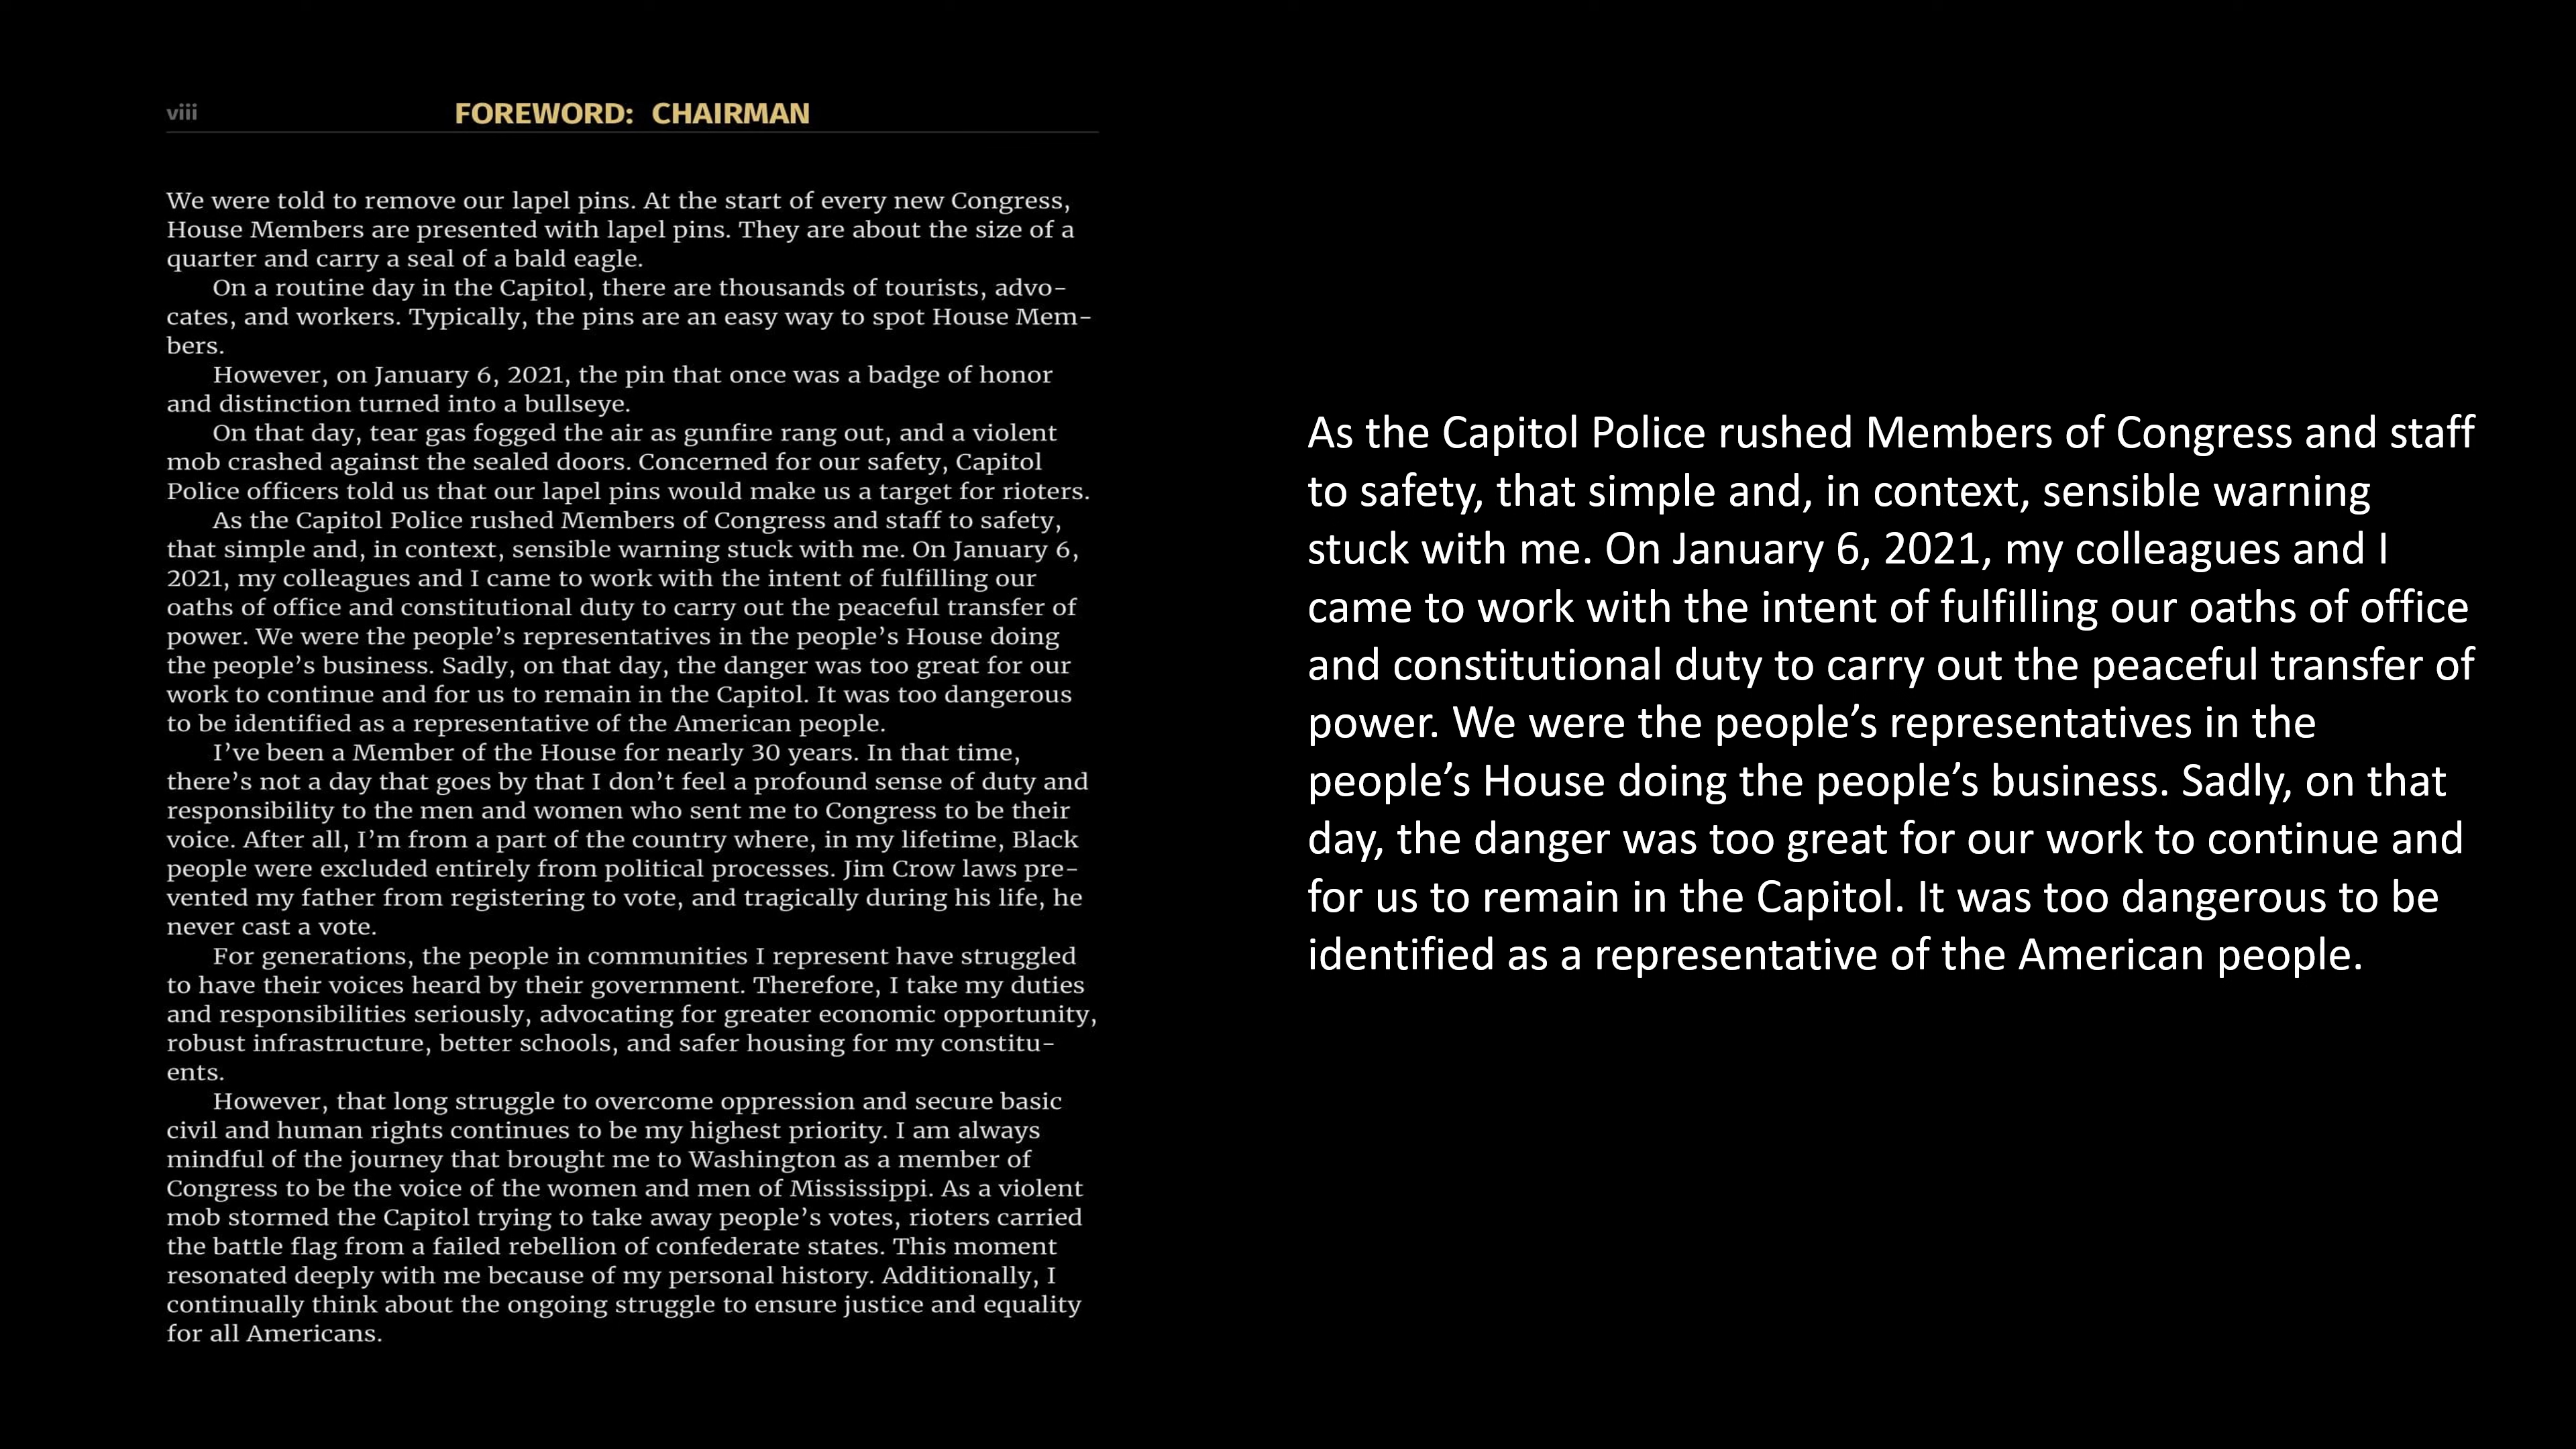 viii
FOREWORD: CHAIRMAN
We were told to remove our lapel pins. At the start of every new Congress,
House Members are presented with lapel pins. They are about the size of a
quarter and carry a seal of a bald eagle.
On a routine day in the Capitol, there are thousands of tourists, advo-
cates, and workers. Typically, the pins are an easy way to spot House Mem-
bers.
However, on January 6, 2021, the pin that once was a badge of honor
and distinction turned into a bullseye.
On that day, tear gas fogged the air as gunfire rang out, and a violent
mob crashed against the sealed doors. Concerned for our safety, Capitol
Police officers told us that our lapel pins would make us a target for rioters.
As the Capitol Police rushed Members of Congress and staff to safety,
that simple and, in context, sensible warning stuck with me. On January 6,
2021, my colleagues and I came to work with the intent of fulfilling our
oaths of office and constitutional duty to carry out the peaceful transfer of
power. We were the people’s representatives in the people’s House doing
the people’s business. Sadly, on that day, the danger was too great for our
work to continue and for us to remain in the Capitol. It was too dangerous
to be identified as a representative of the American people.
I’ve been a Member of the House for nearly 30 years. In that time,
there’s not a day that goes by that I don’t feel a profound sense of duty and
responsibility to the men and women who sent me to Congress to be their
voice. After all, I’m from a part of the country where, in my lifetime, Black
people were excluded entirely from political processes. Jim Crow laws pre-
vented my father from registering to vote, and tragically during his life, he
never cast a vote.
For generations, the people in communities I represent have struggled
to have their voices heard by their government. Therefore, I take my duties
and responsibilities seriously, advocating for greater economic opportunity,
robust infrastructure, better schools, and safer housing for my constitu-
ents.
However, that long struggle to overcome oppression and secure basic
civil and human rights continues to be my highest priority. I am always
mindful of the journey that brought me to Washington as a member of
Congress to be the voice of the women and men of Mississippi. As a violent
mob stormed the Capitol trying to take away people’s votes, rioters carried
the battle flag from a failed rebellion of confederate states. This moment
resonated deeply with me because of my personal history. Additionally, I
continually think about the ongoing struggle to ensure justice and equality
for all Americans.
As the Capitol Police rushed Members of Congress and staff
to safety, that simple and, in context, sensible warning
stuck with me. On January 6, 2021, my colleagues and I
came to work with the intent of fulfilling our oaths of office
and constitutional duty to carry out the peaceful transfer of
power. We were the people’s representatives in the
people’s House doing the people’s business. Sadly, on that
day, the danger was too great for our work to continue and
for us to remain in the Capitol. It was too dangerous to be
identified as a representative of the American people.